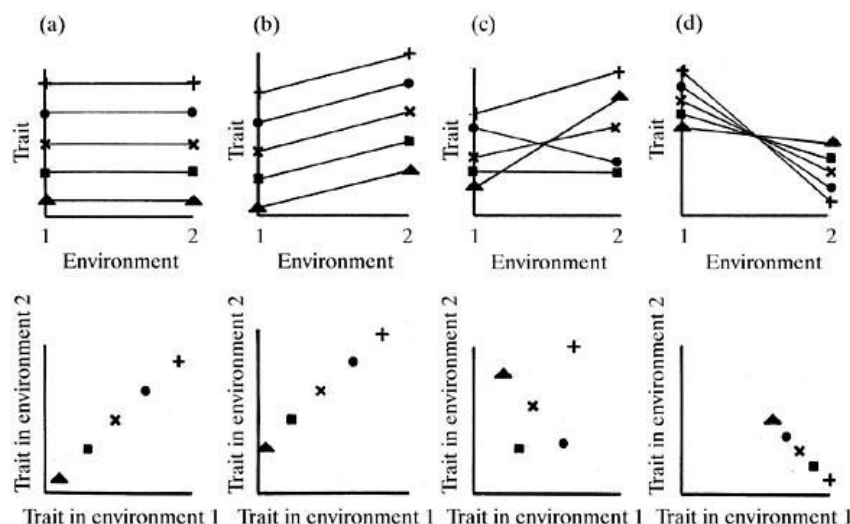 (a) (b) (c) (d)
Trait Trait Trait Trait
1 2 1 2 1 2 1 2
Environment Environment Environment Environment
Trait in environment 2 Trait in environment 2 Trait in environment 2 Trait in environment 2
Trait in environment 1 Trait in environment 1 Trait in environment 1 Trait in environment 1